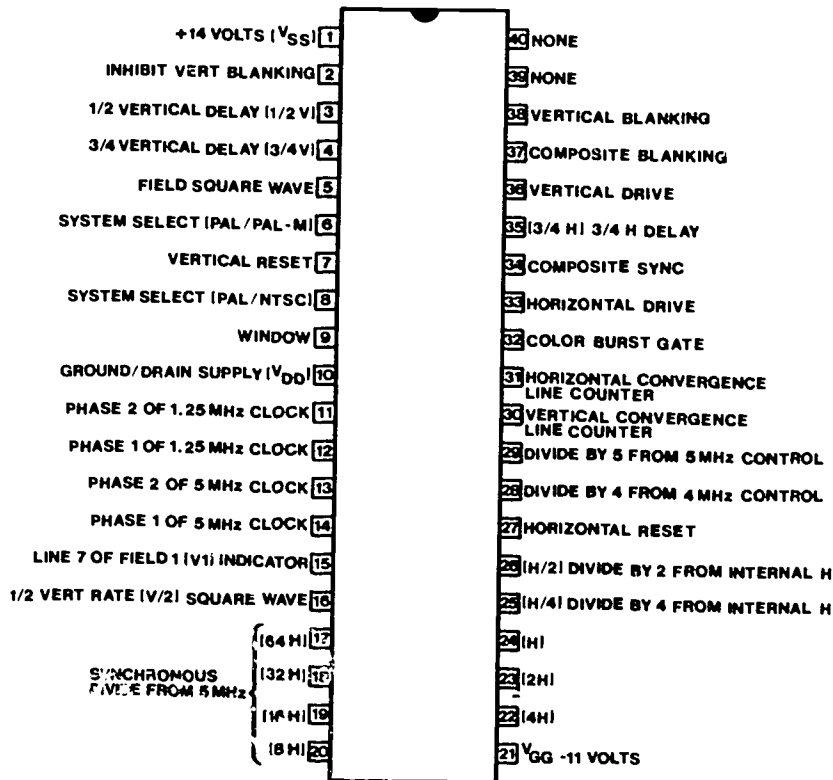 +14 VOLTS (VSS) 1
INHIBIT VERT BLANKING 2
1/2 VERTICAL DELAY (1/2 V) 3
3/4 VERTICAL DELAY (3/4V) 4
FIELD SQUARE WAVE 5
SYSTEM SELECT (PAL/PAL-M) 6
VERTICAL RESET 7
SYSTEM SELECT (PAL/NTSC) 8
WINDOW 9
GROUND/DRAIN SUPPLY (VDD) 10
PHASE 2 OF 1.25 MHz CLOCK 11
PHASE 1 OF 1.25 MHz CLOCK 12
PHASE 2 OF 5 MHz CLOCK 13
PHASE 1 OF 5 MHz CLOCK 14
LINE 7 OF FIELD 1 (V1) INDICATOR 15
1/2 VERT RATE (V/2) SQUARE WAVE 16
SYNCHRONOUS
DIVIDE FROM 5 MHz
(64 H) 17
(32 H) 18
(16 H) 19
(8 H) 20
40 NONE
39 NONE
38 VERTICAL BLANKING
37 COMPOSITE BLANKING
36 VERTICAL DRIVE
35 (3/4 H) 3/4 H DELAY
34 COMPOSITE SYNC
33 HORIZONTAL DRIVE
32 COLOR BURST GATE
31 HORIZONTAL CONVERGENCE
LINE COUNTER
30 VERTICAL CONVERGENCE
LINE COUNTER
29 DIVIDE BY 5 FROM 5 MHz CONTROL
28 DIVIDE BY 4 FROM 4 MHz CONTROL
27 HORIZONTAL RESET
26 (H/2) DIVIDE BY 2 FROM INTERNAL H
25 (H/4) DIVIDE BY 4 FROM INTERNAL H
24 (H)
23 (2H)
22 (4H)
21 VGG -11 VOLTS